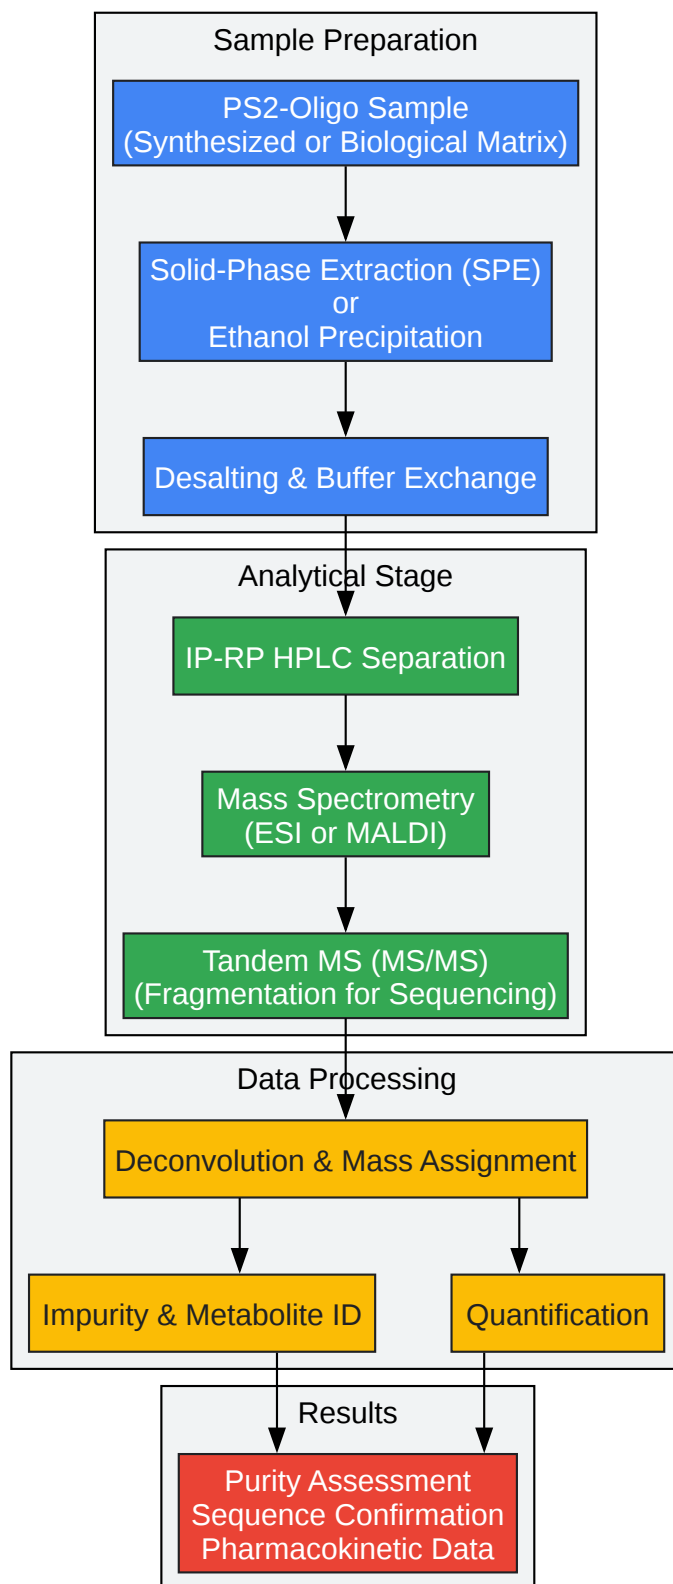 Sample Preparation
PS2-Oligo Sample
(Synthesized or Biological Matrix)
Solid-Phase Extraction (SPE)
or
Ethanol Precipitation
Desalting & Buffer Exchange
Analytical Stage
IP-RP HPLC Separation
Mass Spectrometry
(ESI or MALDI)
Tandem MS (MS/MS)
(Fragmentation for Sequencing)
Data Processing
Deconvolution & Mass Assignment
Impurity & Metabolite ID
Quantification
Results
Purity Assessment
Sequence Confirmation
Pharmacokinetic Data